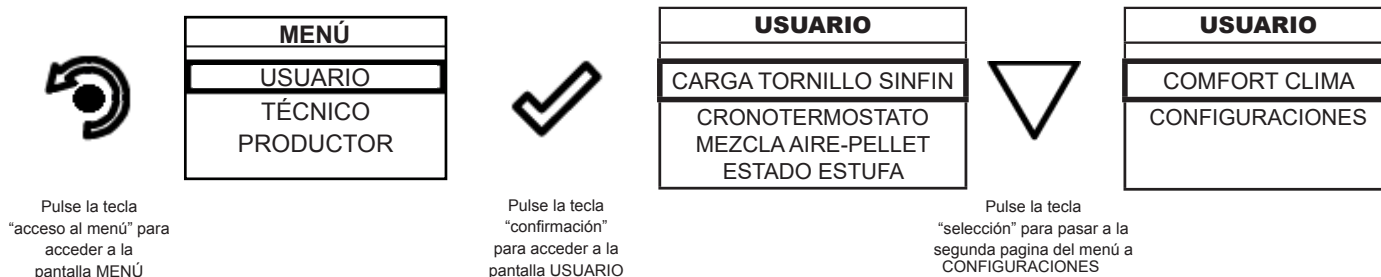 MENÚ
USUARIO
TÉCNICO
PRODUCTOR
USUARIO
CARGA TORNILLO SINFIN
CRONOTERMOSTATO
MEZCLA AIRE-PELLET
ESTADO ESTUFA
USUARIO
COMFORT CLIMA
CONFIGURACIONES
Pulse la tecla
“acceso al menú” para
acceder a la
pantalla MENÚ
Pulse la tecla
“confirmación”
para acceder a la
pantalla USUARIO
Pulse la tecla
“selección” para pasar a la
segunda pagina del menú a
CONFIGURACIONES